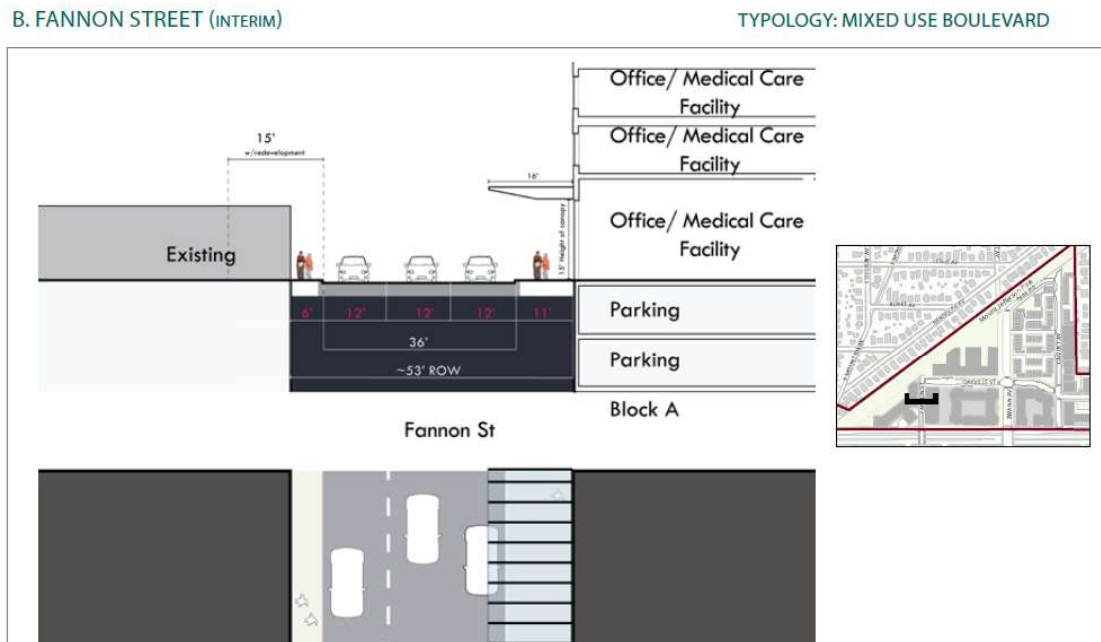 B. FANNON STREET (INTERIM)
TYPOLOGY: MIXED USE BOULEVARD
Office/ Medical Care
Facility
Office/ Medical Care
Facility
15'
w/redevelopment
16'
Office/ Medical Care
Facility
Existing
15' Height of canopy
6'
12'
12'
12'
11'
Parking
36'
Parking
~53' ROW
Block A
Fannon St
SWANN AV